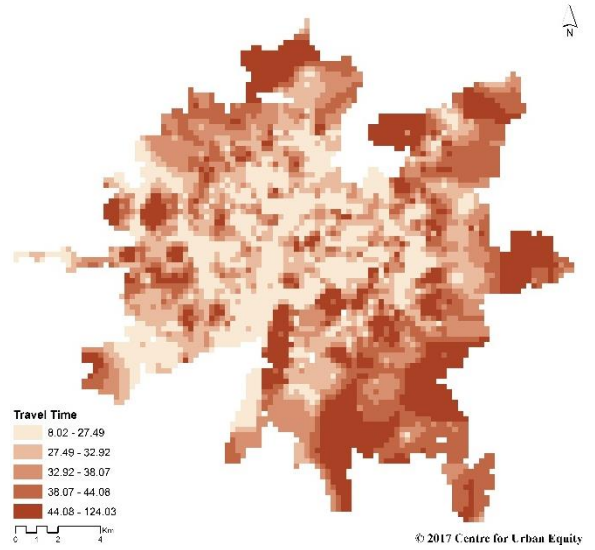 N
Travel Time
8.02 - 27.49
27.49 - 32.92
32.92 - 38.07
38.07 - 44.08
44.08 - 124.03
Km
0 1 2 4
© 2017 Centre for Urban Equity